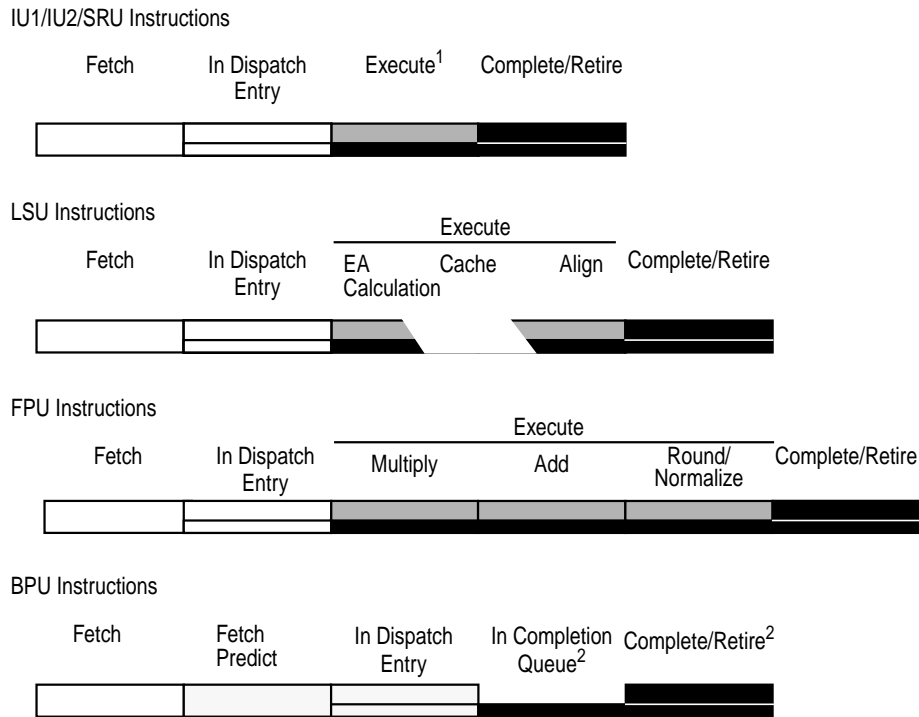 IU1/IU2/SRU Instructions
Fetch In Dispatch Entry Execute1 Complete/Retire
LSU Instructions
Execute
Fetch In Dispatch Entry EA Calculation Cache Align Complete/Retire
FPU Instructions
Execute
Fetch In Dispatch Entry Multiply Add Round/ Normalize Complete/Retire
BPU Instructions
Fetch Fetch Predict In Dispatch Entry In Completion Queue2 Complete/Retire2